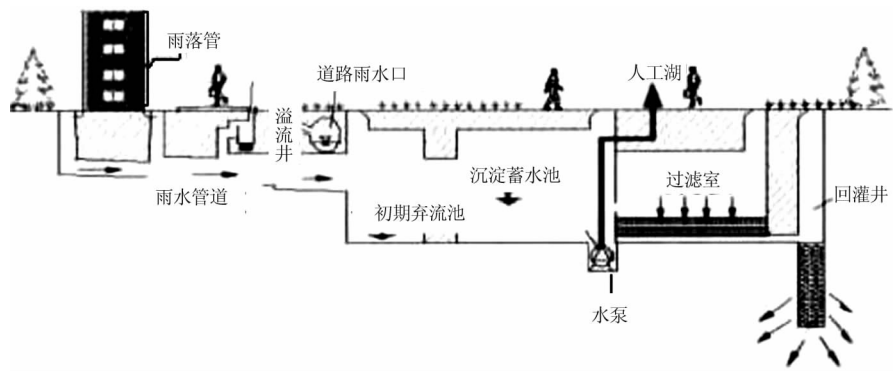 雨落管
道路雨水口
人工湖
溢流井
沉淀蓄水池
过滤室
雨水管道
初期弃流池
回灌井
水泵